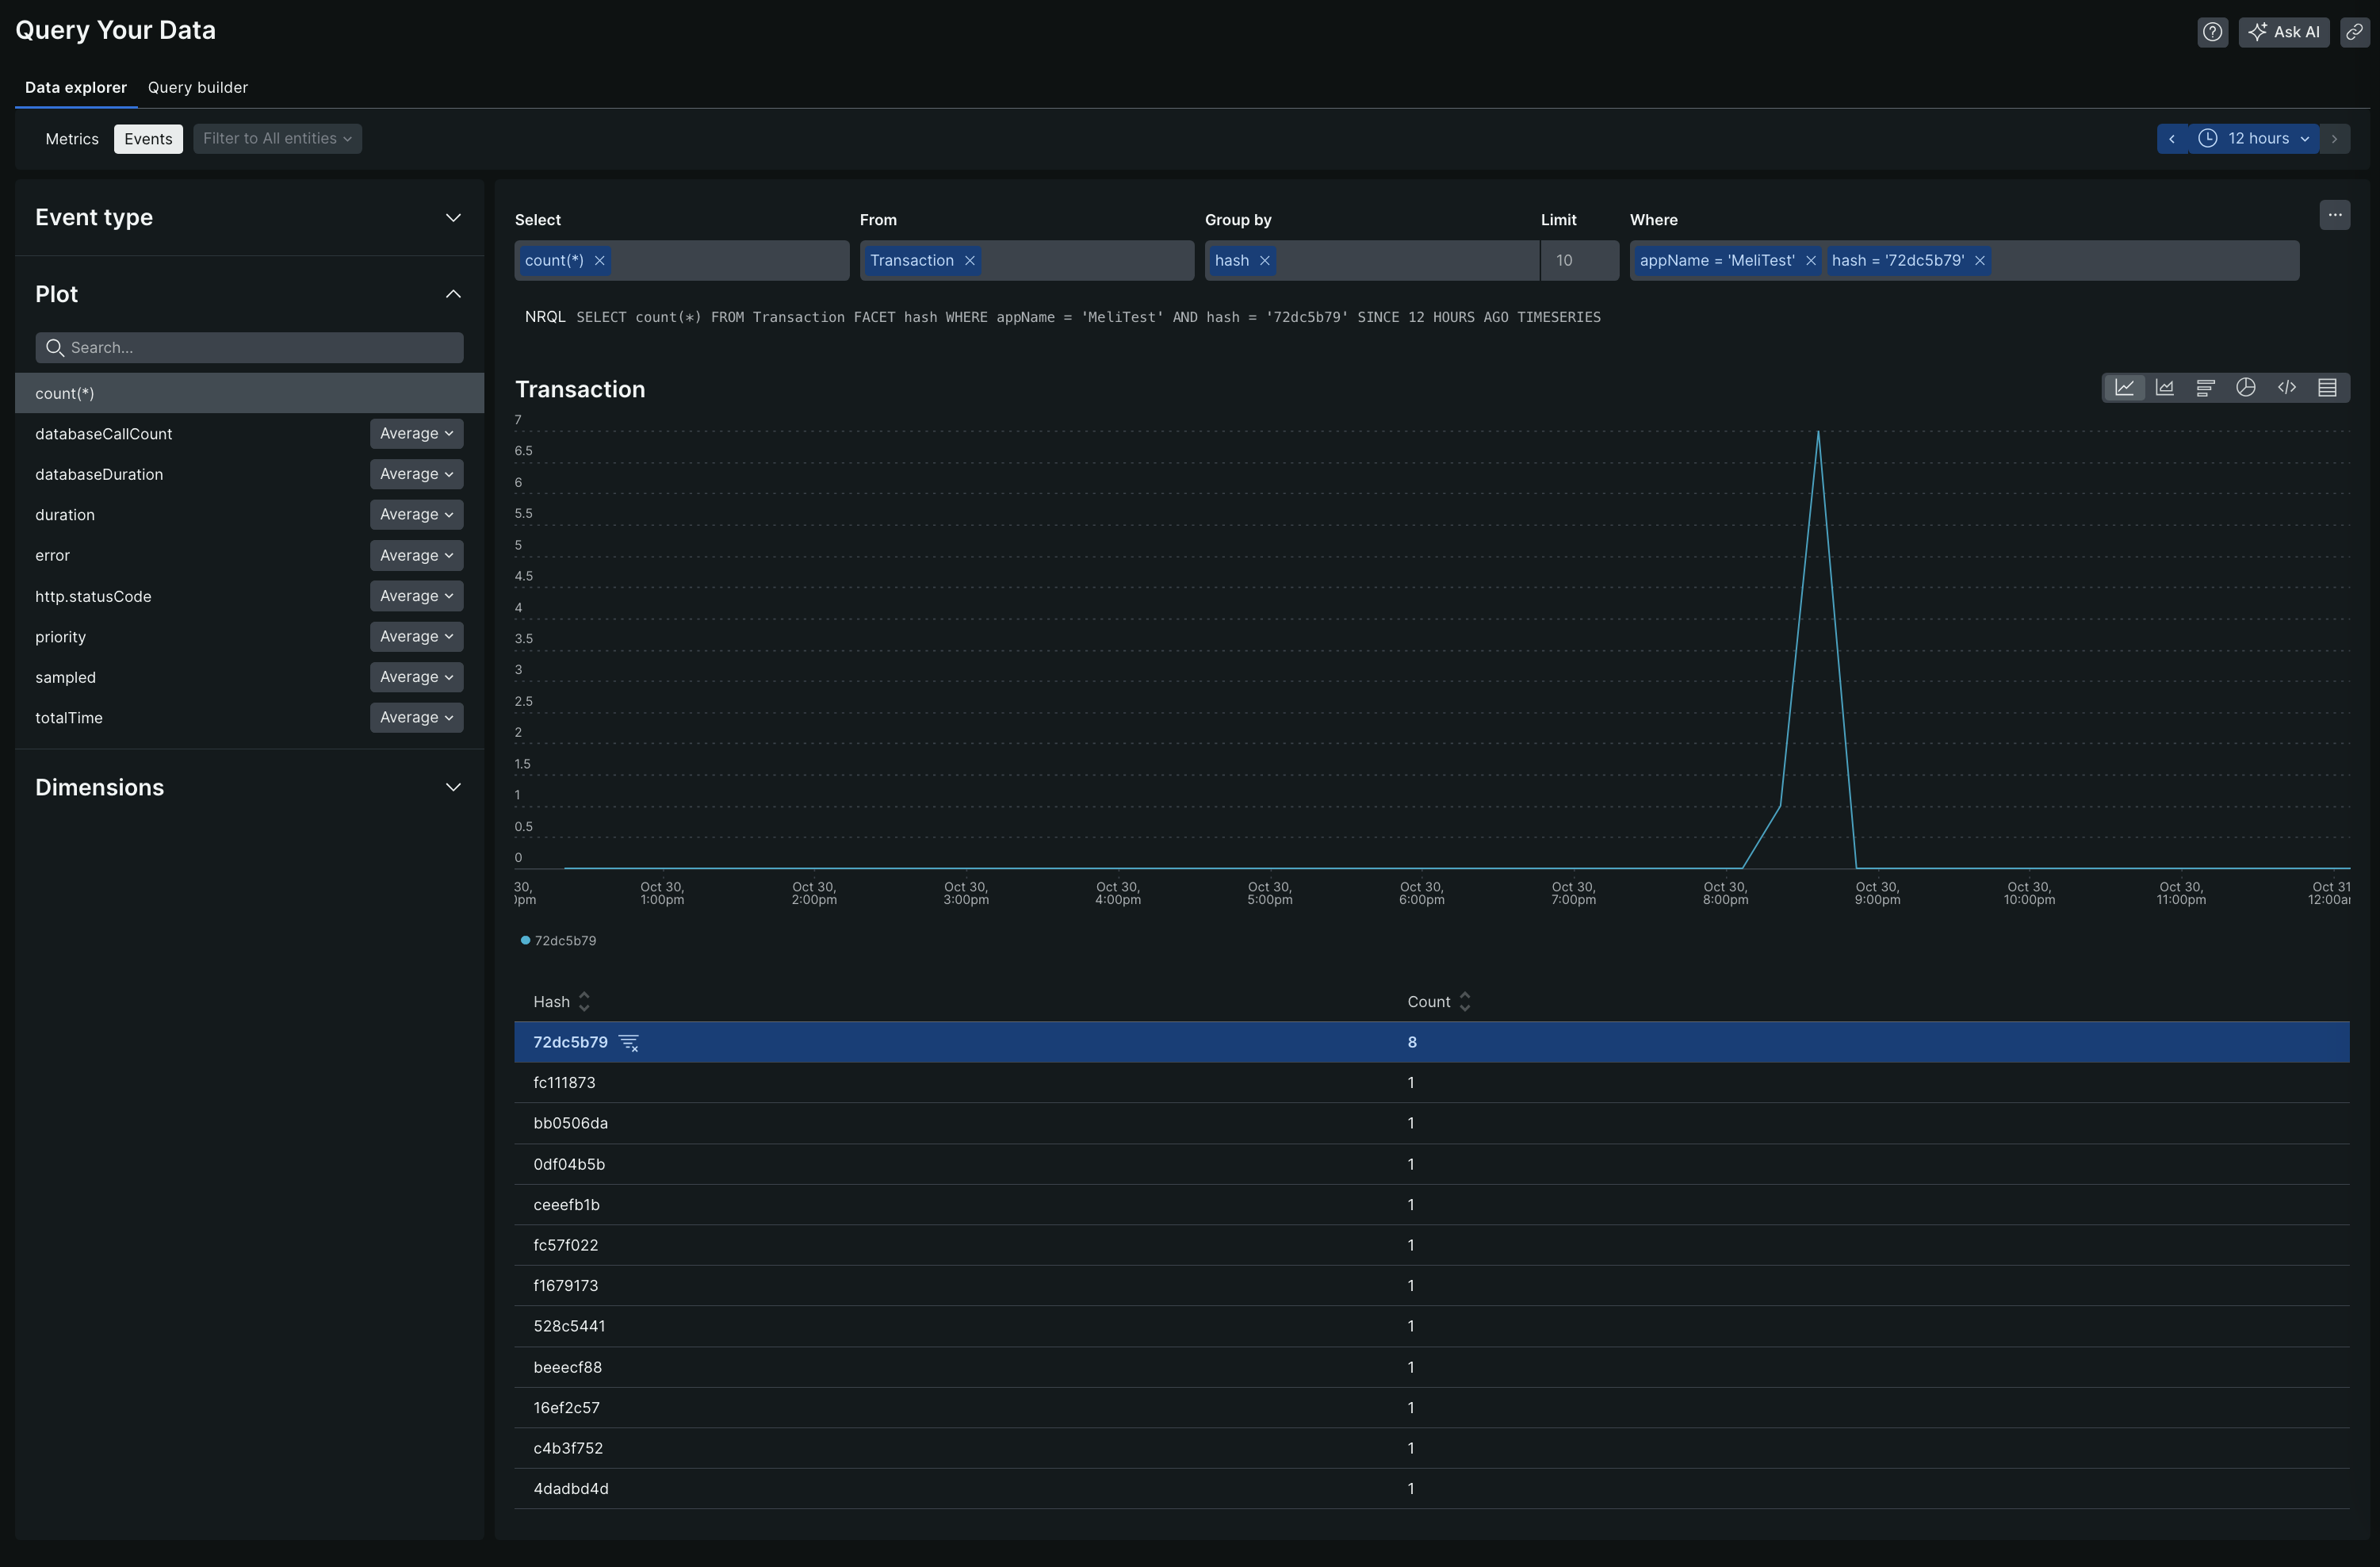 Query Your Data
Ask AI
Data explorer
Query builder
Metrics
Events
Filter to All entities
12 hours
Event type
Plot
Search...
count(*)
databaseCallCount Average
databaseDuration Average
duration Average
error Average
http.statusCode Average
priority Average
sampled Average
totalTime Average
Dimensions
Select From Group by Limit Where
count(*) Transaction hash 10 appName = 'MeliTest' hash = '72dc5b79'
NRQL SELECT count(*) FROM Transaction FACET hash WHERE appName = 'MeliTest' AND hash = '72dc5b79' SINCE 12 HOURS AGO TIMESERIES
Transaction
7
6.5
6
5.5
5
4.5
4
3.5
3
2.5
2
1.5
1
0.5
0
30, Oct 30, Oct 30, Oct 30, Oct 30, Oct 30, Oct 30, Oct 30, Oct 30, Oct 30, Oct 30, Oct 30, Oct 31
pm 1:00pm 2:00pm 3:00pm 4:00pm 5:00pm 6:00pm 7:00pm 8:00pm 9:00pm 10:00pm 11:00pm 12:00a
72dc5b79
Hash Count
72dc5b79 8
fc111873 1
bb0506da 1
0df04b5b 1
ceeefb1b 1
fc57f022 1
f1679173 1
528c5441 1
beeecf88 1
16ef2c57 1
c4b3f752 1
4dadbd4d 1